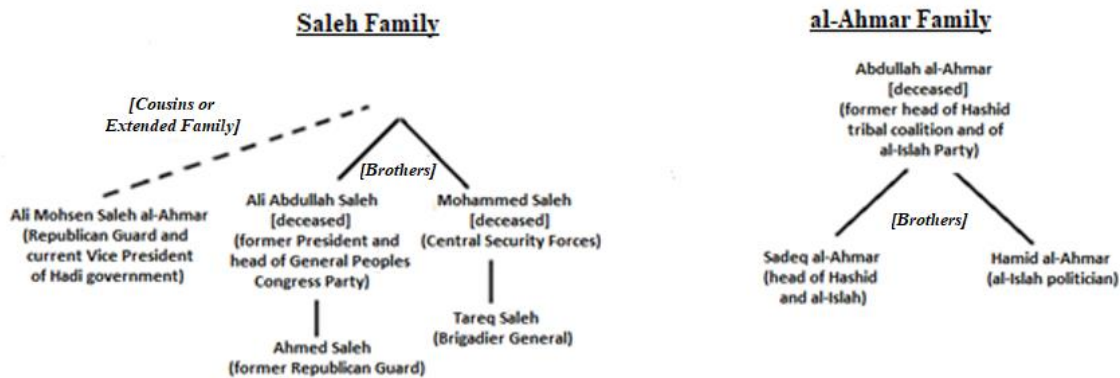 Saleh Family
[Cousins or
Extended Family]
[Brothers]
Ali Mohsen Saleh al-Ahmar
(Republican Guard and
current Vice President
of Hadi government)
Ali Abdullah Saleh
[deceased]
(former President and
head of General Peoples
Congress Party)
Mohammed Saleh
[deceased]
(Central Security Forces)
Ahmed Saleh
(former Republican Guard)
Tareq Saleh
(Brigadier General)
al-Ahmar Family
Abdullah al-Ahmar
[deceased]
(former head of Hashid
tribal coalition and of
al-Islah Party)
[Brothers]
Sadeq al-Ahmar
(head of Hashid
and al-Islah)
Hamid al-Ahmar
(al-Islah politician)